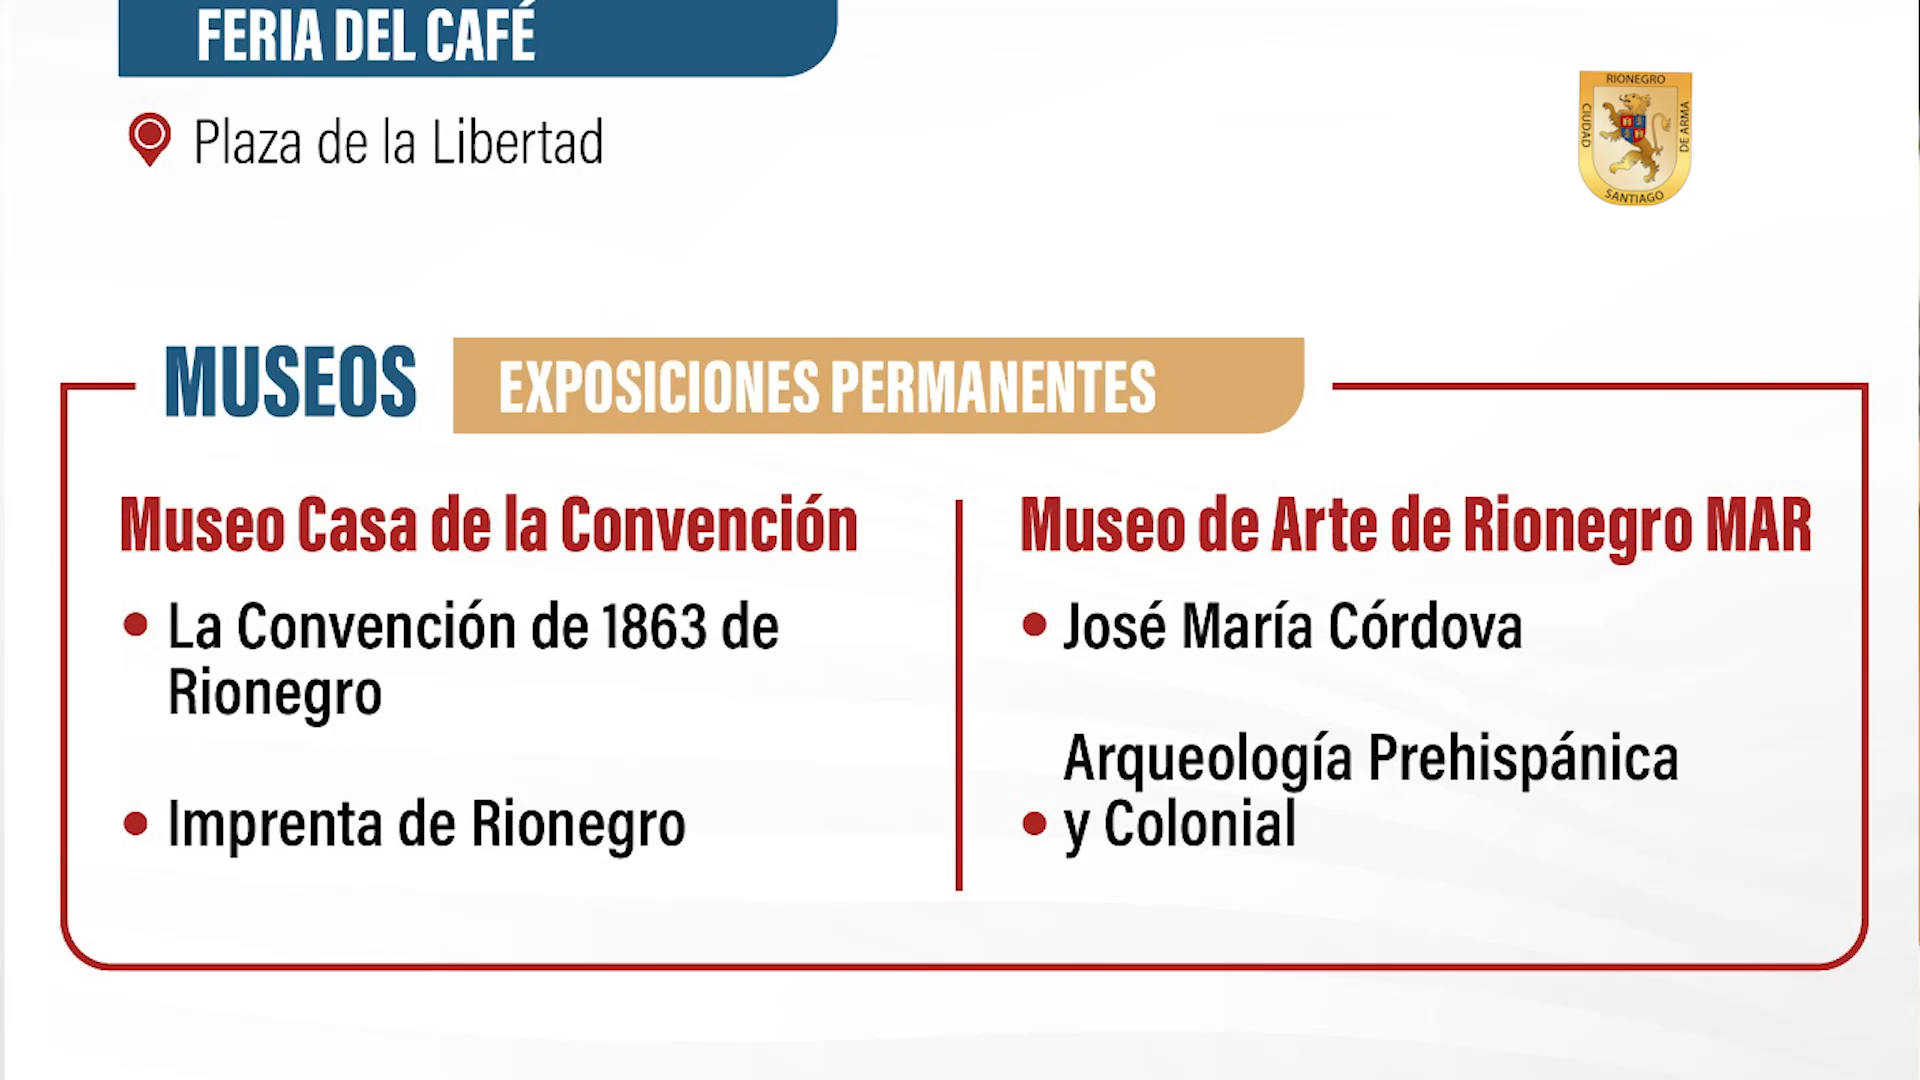 FERIA DEL CAFÉ
Plaza de la Libertad
RIONEGRO
CIUDAD
DE ARMA
SANTIAGO
MUSEOS
EXPOSICIONES PERMANENTES
Museo Casa de la Convención
• La Convención de 1863 de
Rionegro
• Imprenta de Rionegro
Museo de Arte de Rionegro MAR
• José María Córdova
Arqueología Prehispánica
• y Colonial